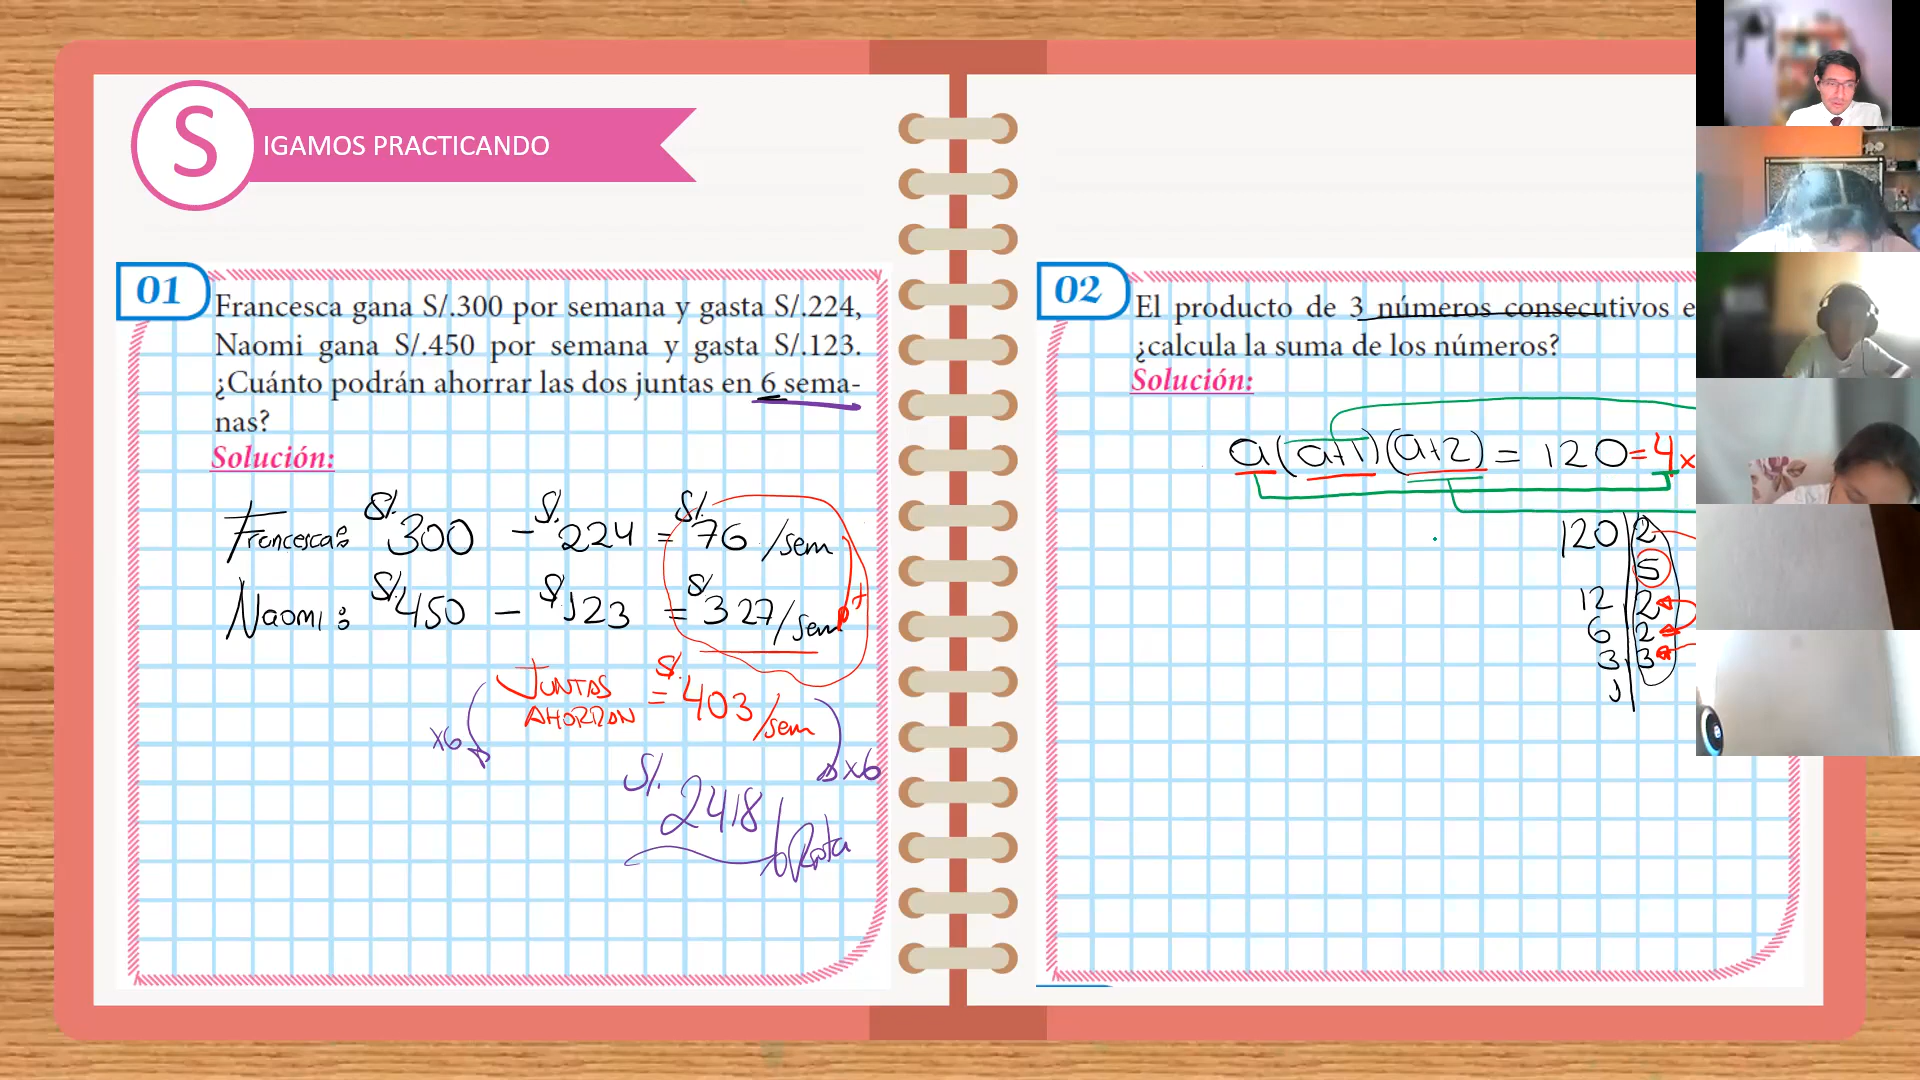 S
IGAMOS PRACTICANDO
01
Francesca gana S/.300 por semana y gasta S/.224,
Naomi gana S/.450 por semana y gasta S/.123.
¿Cuánto podrán ahorrar las dos juntas en 6 sema-
nas?
Solución:
Francesca: S/. 300 - S/. 224 = S/. 76 /sem
Naomi: S/. 450 - S/. 123 = S/ 327/sem
+
JUNTAS
AHORRAN = S/. 403/sem
x6
x6
S/. 2418
Rpta
02
El producto de 3 números consecutivos e
¿calcula la suma de los números?
Solución:
a(a+1)(a+2) = 120 = 4 x
120 2
5
12 2
6 2
3 3
1